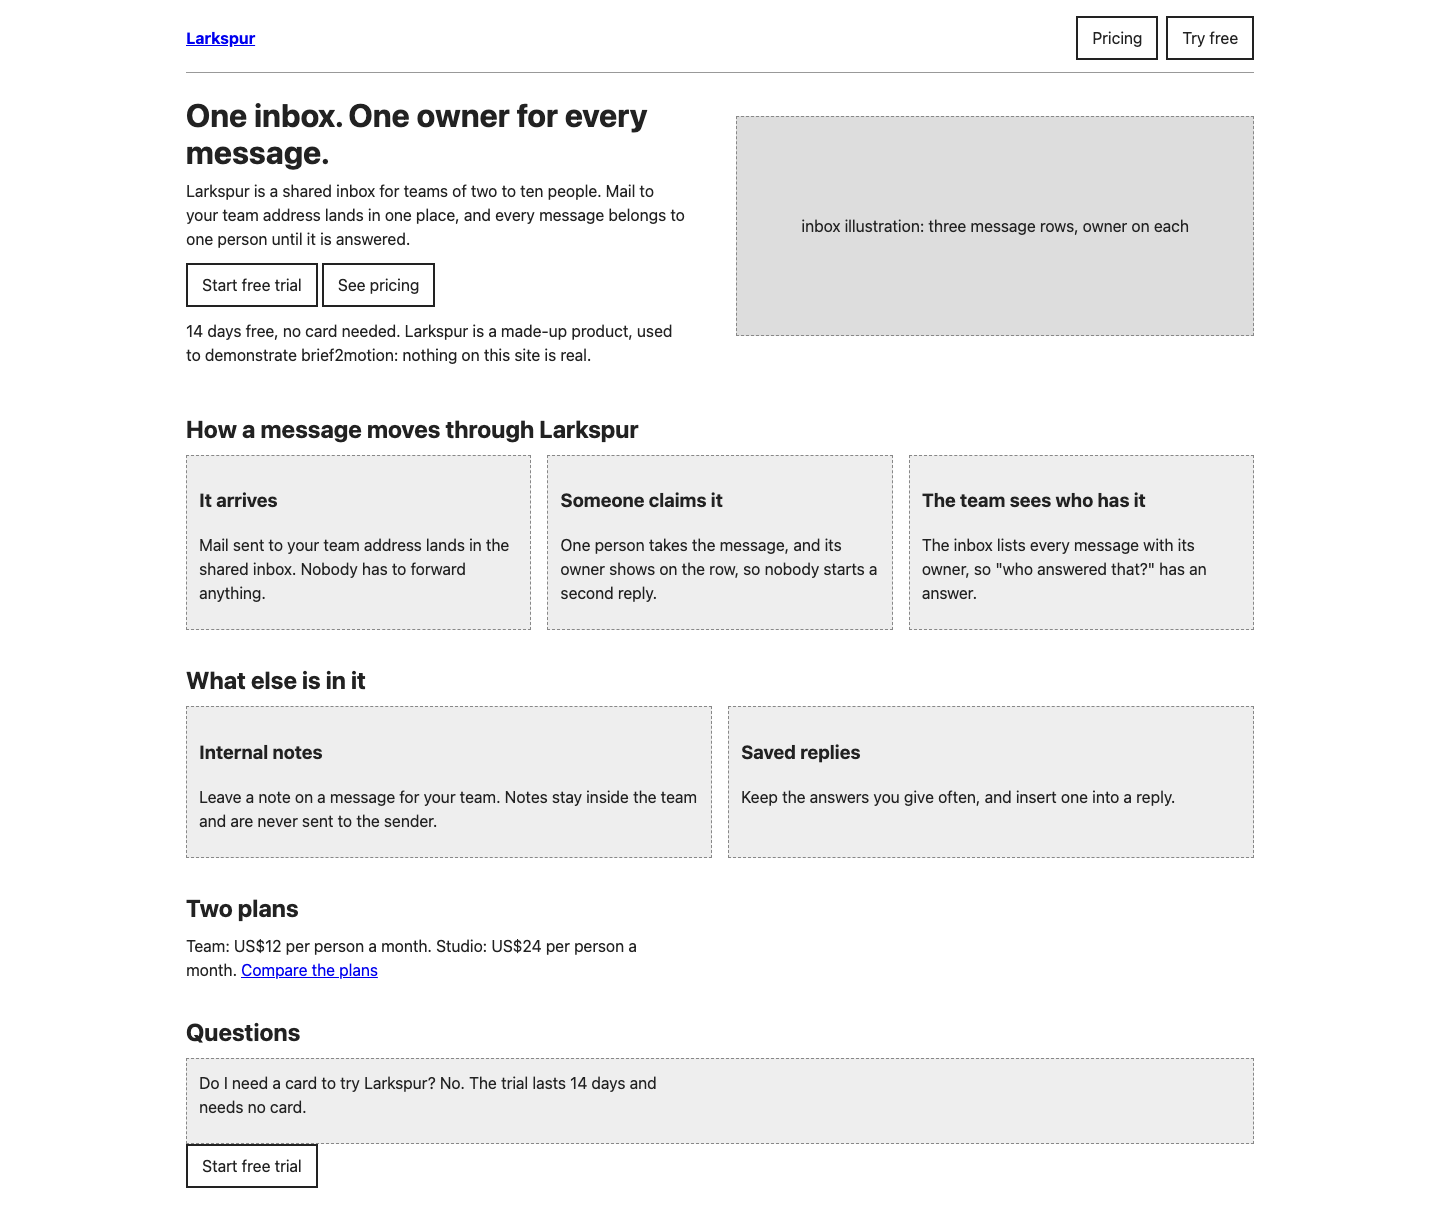 Larkspur
Pricing
Try free
One inbox. One owner for every
message.
Larkspur is a shared inbox for teams of two to ten people. Mail to
your team address lands in one place, and every message belongs to
one person until it is answered.
Start free trial
See pricing
14 days free, no card needed. Larkspur is a made-up product, used
to demonstrate brief2motion: nothing on this site is real.
inbox illustration: three message rows, owner on each
How a message moves through Larkspur
It arrives
Mail sent to your team address lands in the
shared inbox. Nobody has to forward
anything.
Someone claims it
One person takes the message, and its
owner shows on the row, so nobody starts a
second reply.
The team sees who has it
The inbox lists every message with its
owner, so "who answered that?" has an
answer.
What else is in it
Internal notes
Leave a note on a message for your team. Notes stay inside the team
and are never sent to the sender.
Saved replies
Keep the answers you give often, and insert one into a reply.
Two plans
Team: US$12 per person a month. Studio: US$24 per person a
month. Compare the plans
Questions
Do I need a card to try Larkspur? No. The trial lasts 14 days and
needs no card.
Start free trial